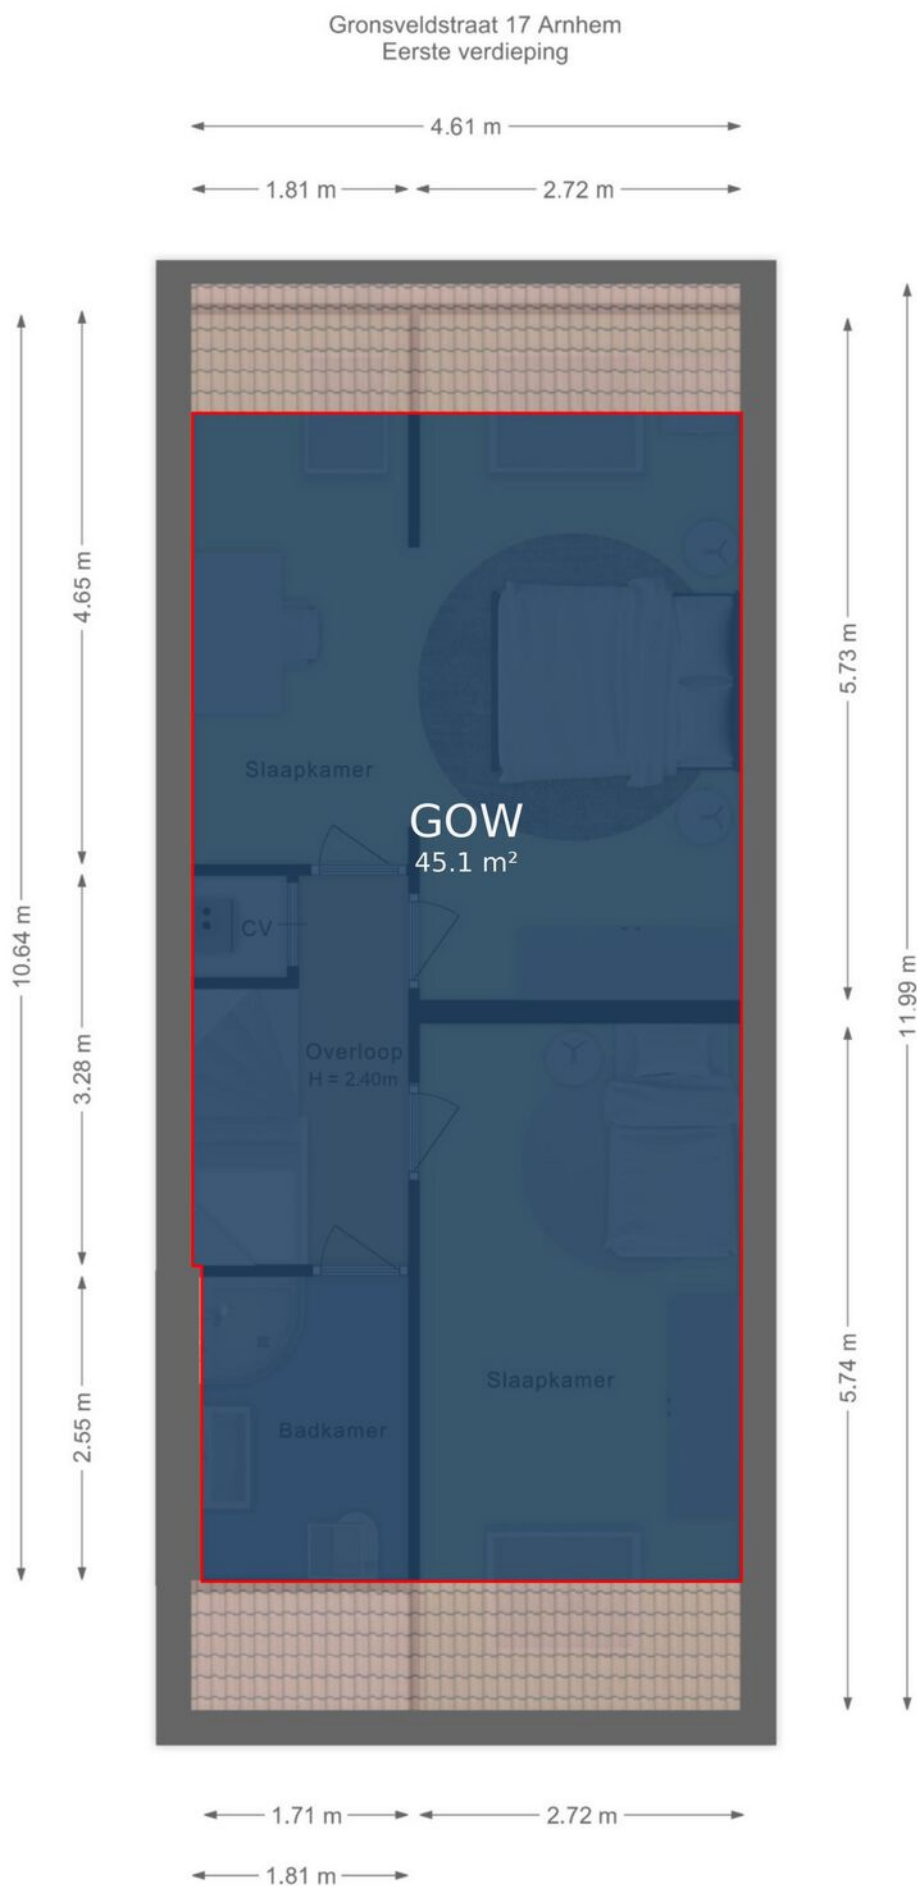 Gronsveldstraat 17 Arnhem
Eerste verdieping
4.61 m
1.81 m
2.72 m
4.65 m
5.73 m
Slaapkamer
GOW
45.1 m²
CV
10.64 m
11.99 m
3.28 m
Overloop
H = 2.40m
Slaapkamer
5.74 m
2.55 m
Badkamer
1.71 m
2.72 m
1.81 m